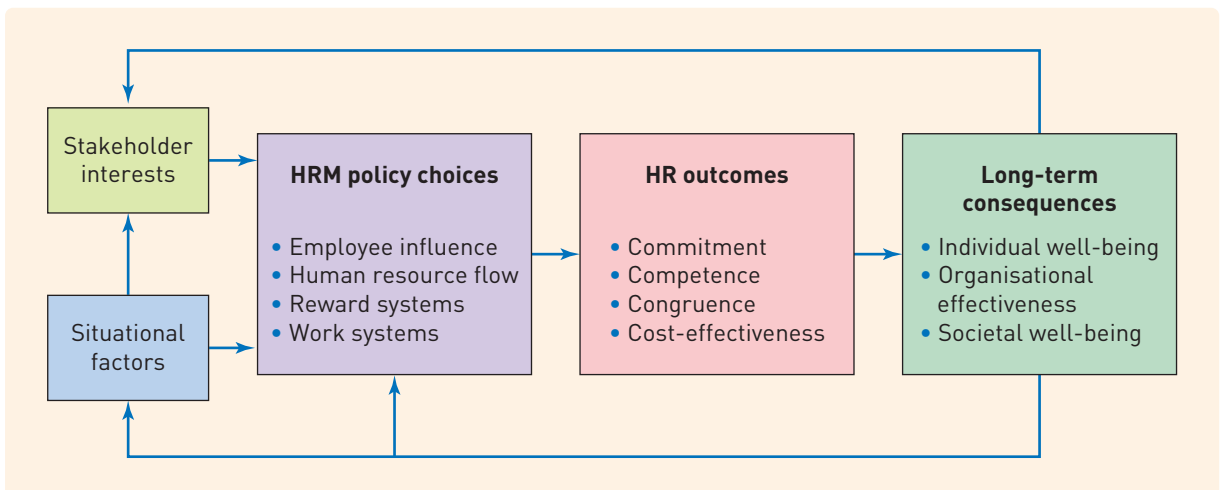 Stakeholder
interests
Situational
factors
HRM policy choices
• Employee influence
• Human resource flow
• Reward systems
• Work systems
HR outcomes
• Commitment
• Competence
• Congruence
• Cost-effectiveness
Long-term
consequences
• Individual well-being
• Organisational
effectiveness
• Societal well-being